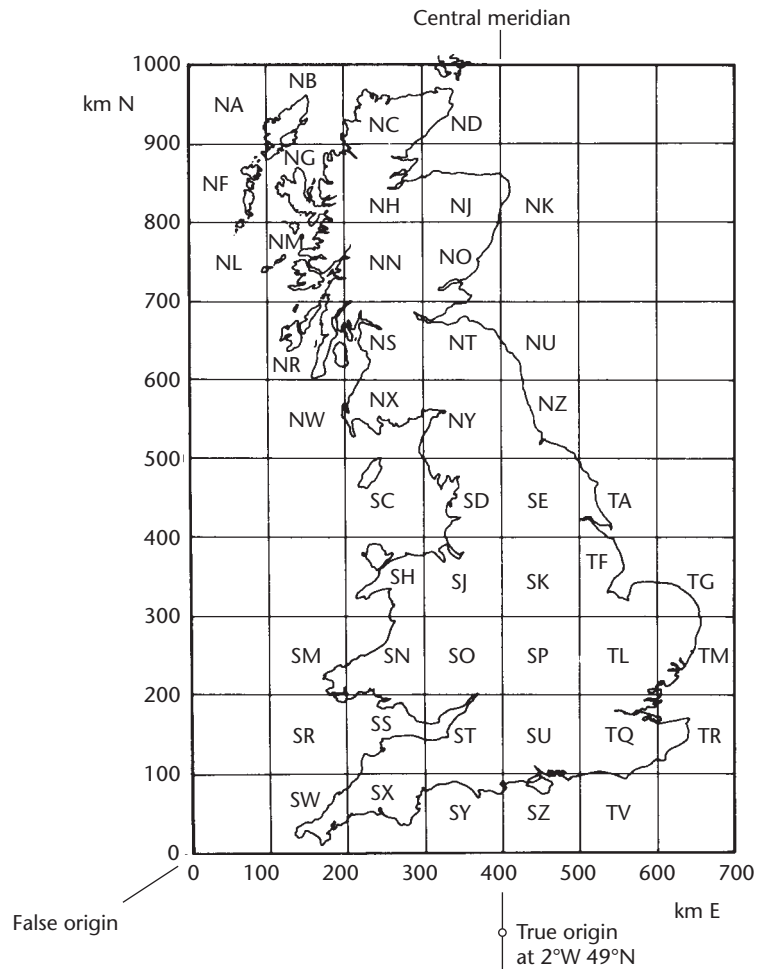 Central meridian
1000
km N
NB
NA
NC
ND
900
NG
NF
NH
NJ
NK
800
NM
NL
NN
NO
700
NS
NT
NU
NR
600
NX
NW
NY
NZ
500
SC
SD
SE
TA
400
TF
SH
SJ
SK
TG
300
SM
SN
SO
SP
TL
TM
200
SS
SR
ST
SU
TQ
TR
100
SX
SW
SY
SZ
TV
0
0 100 200 300 400 500 600 700
km E
False origin
True origin
at 2°W 49°N